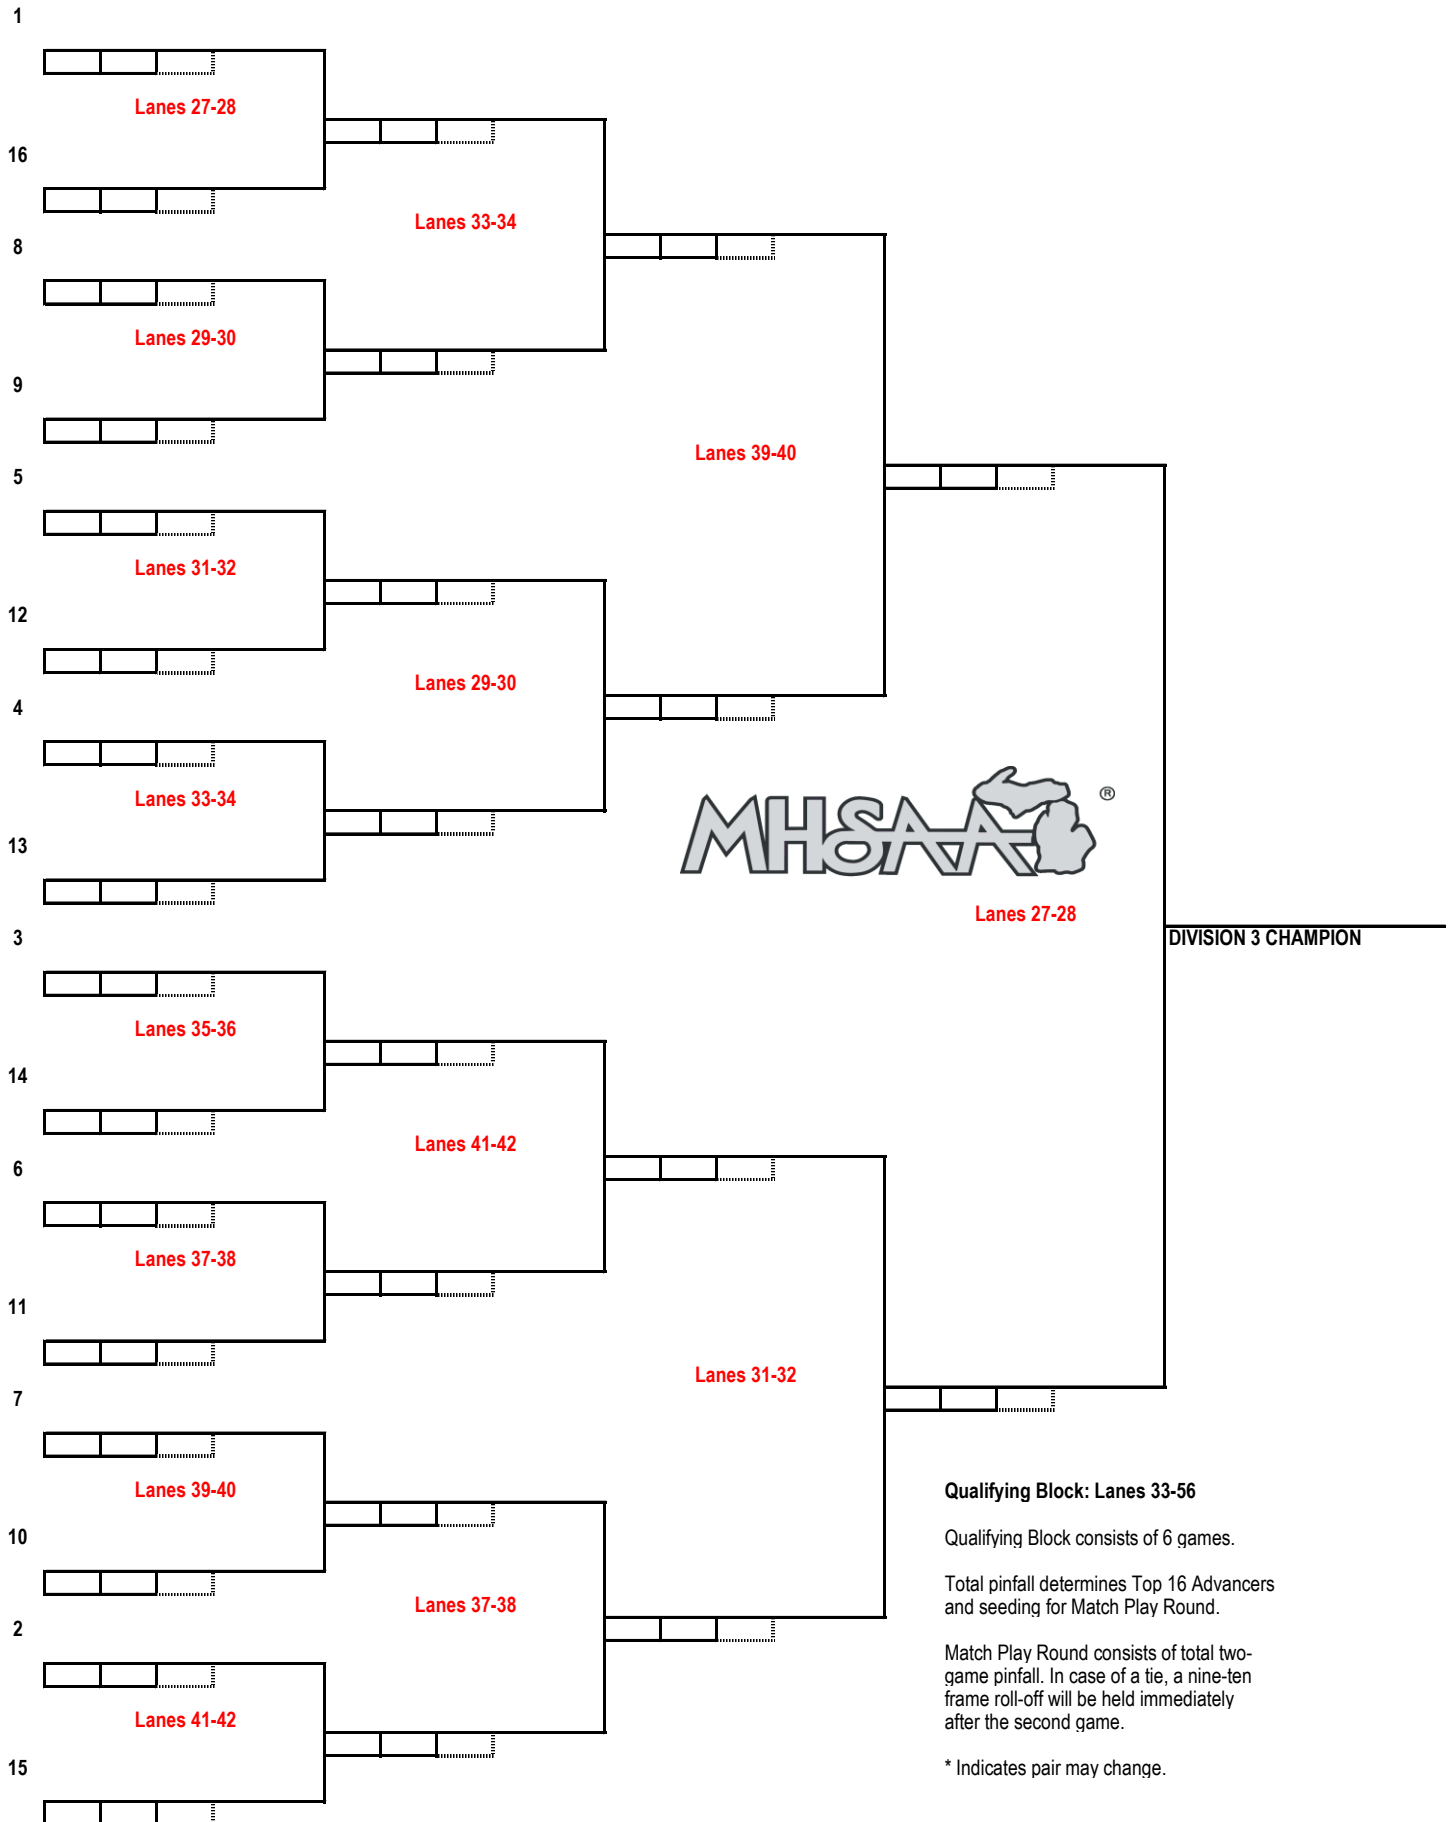 1
Lanes 27-28
16
Lanes 33-34
8
Lanes 29-30
9
Lanes 39-40
5
Lanes 31-32
12
Lanes 29-30
4
Lanes 33-34
MHSAA®
13
Lanes 27-28
3
DIVISION 3 CHAMPION
Lanes 35-36
14
Lanes 41-42
6
Lanes 37-38
11
Lanes 31-32
7
Lanes 39-40
10
Lanes 37-38
2
Lanes 41-42
15
Qualifying Block: Lanes 33-56
Qualifying Block consists of 6 games.
Total pinfall determines Top 16 Advancers
and seeding for Match Play Round.
Match Play Round consists of total two-
game pinfall. In case of a tie, a nine-ten
frame roll-off will be held immediately
after the second game.
* Indicates pair may change.